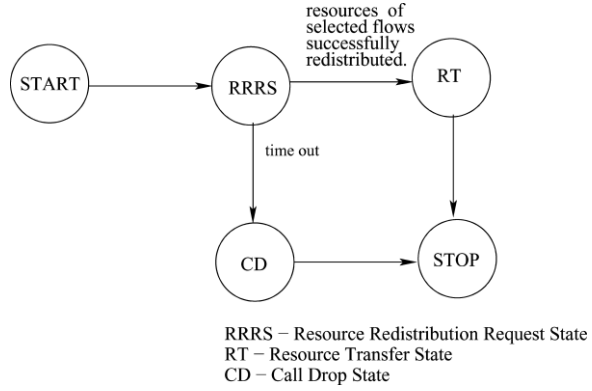 resources of
selected flows
successfully
redistributed.
START
RRRS
RT
time out
CD
STOP
RRRS − Resource Redistribution Request State
RT − Resource Transfer State
CD − Call Drop State